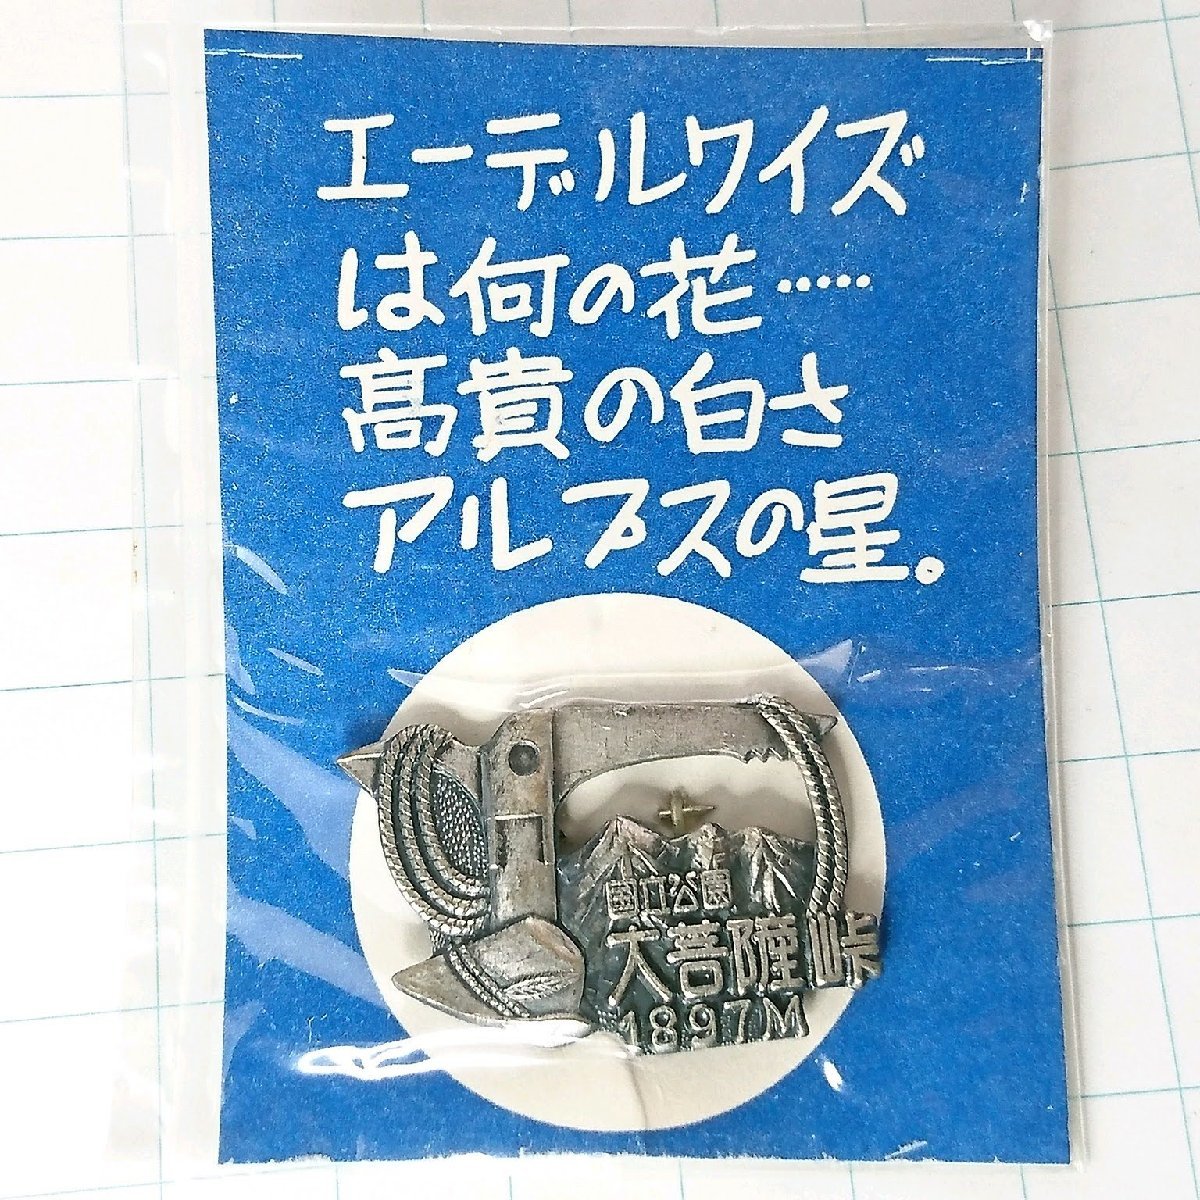 エーデルワイズ
は何の花……
高貴の白さ
アルプスの星。
国立公園
大菩薩峠
1897M